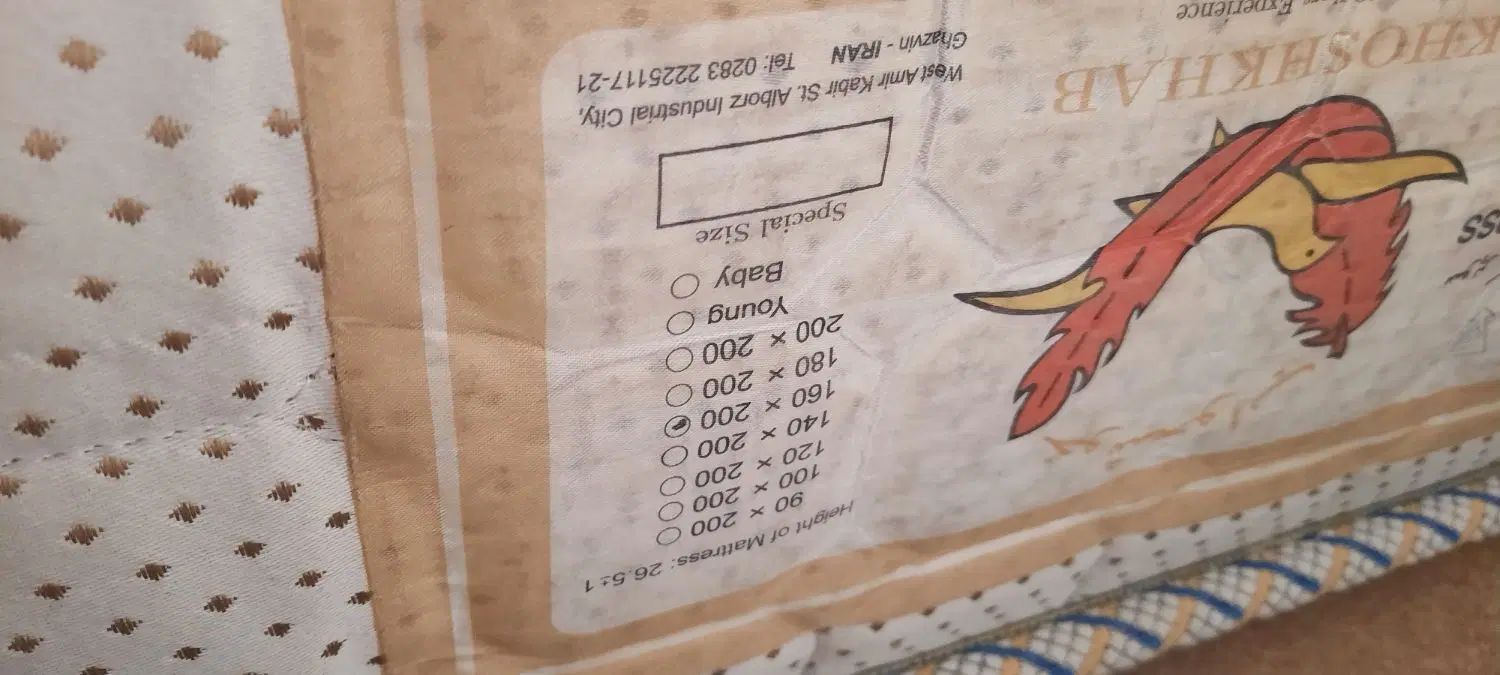 Height of Mattress: 26.5±1
90 × 200
100 × 200
120 × 200
140 × 200
160 × 200
180 × 200
200 × 200
Young
Baby
Special Size
West Amir Kabir St. Alborz Industrial City,
Ghazvin - IRAN Tel: 0283 2225117-21
KHOSHKHAB
Experience